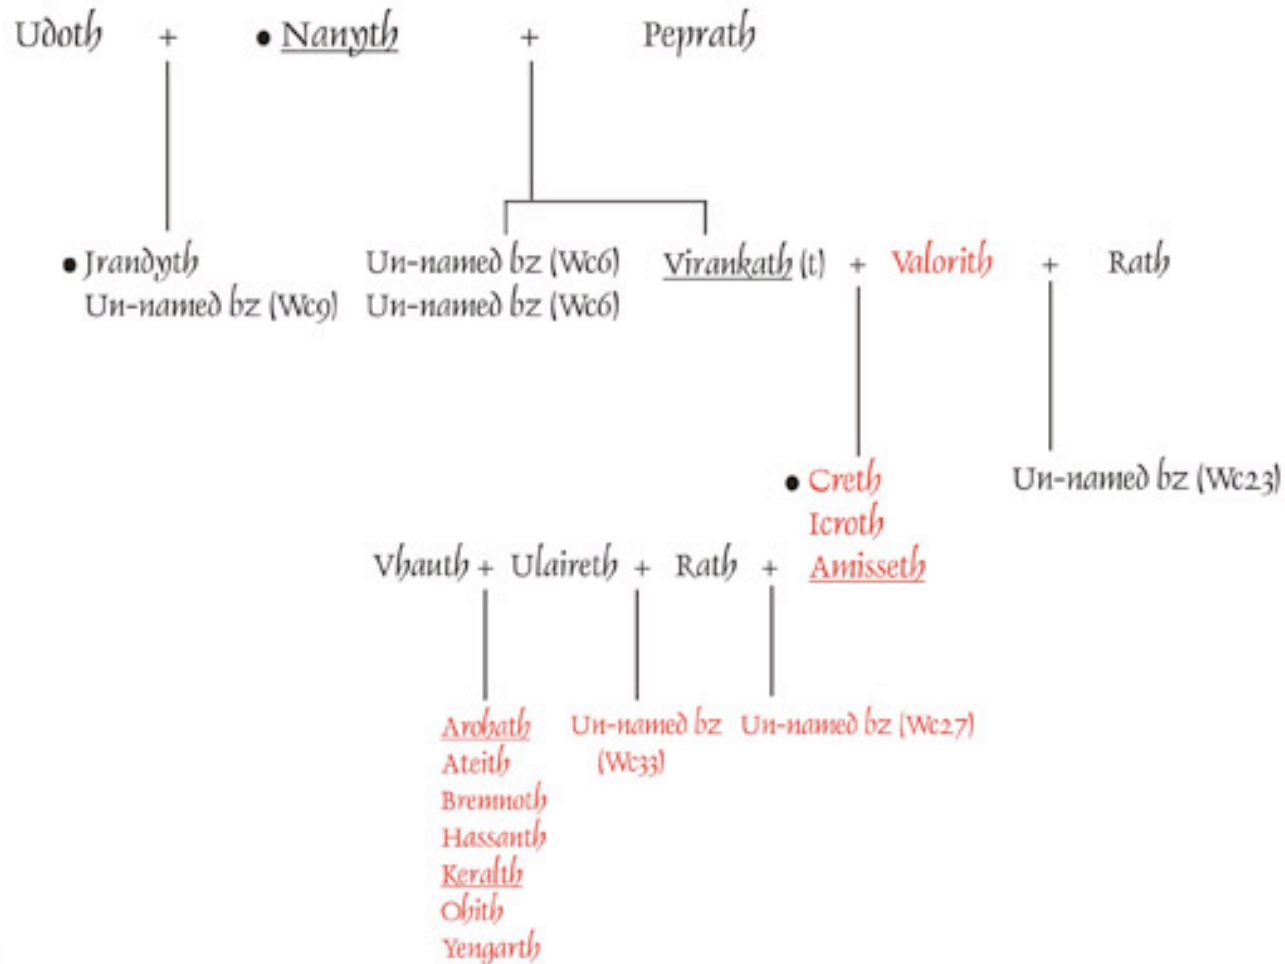 Udoth + • Nanyth + Peprath
• Jrandyth Un-named bz (Wc6) Virankath (t) + Valorith + Rath
Un-named bz (Wc9) Un-named bz (Wc6)
• Creth Un-named bz (Wc23)
Icroth
Vhauth + Ulaireth + Rath + Amisseth
Arohath Un-named bz Un-named bz (Wc27)
Ateith (Wc33)
Bremnoth
Hassanth
Keralth
Ohith
Yengarth